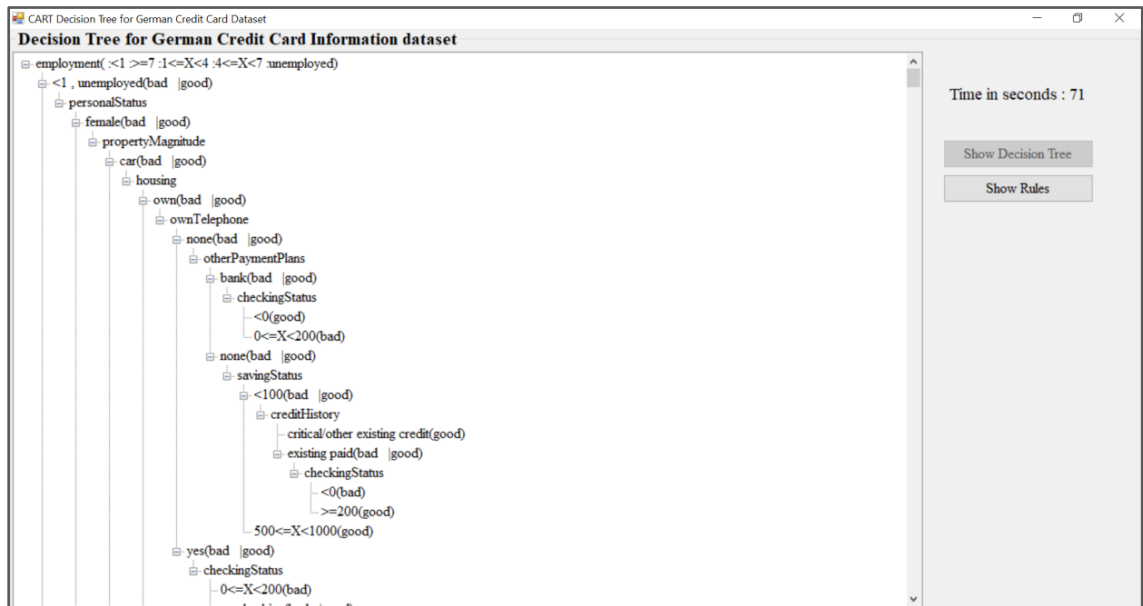 CART Decision Tree for German Credit Card Dataset
Decision Tree for German Credit Card Information dataset
employment( :<1 :>=7 :1<=X<4 :4<=X<7 :unemployed)
<1 , unemployed(bad |good)
personalStatus
female(bad |good)
propertyMagnitude
car(bad |good)
housing
own(bad |good)
ownTelephone
none(bad |good)
otherPaymentPlans
bank(bad |good)
checkingStatus
<0(good)
0<=X<200(bad)
none(bad |good)
savingStatus
<100(bad |good)
creditHistory
critical/other existing credit(good)
existing paid(bad |good)
checkingStatus
<0(bad)
>=200(good)
500<=X<1000(good)
yes(bad |good)
checkingStatus
0<=X<200(bad)
Time in seconds : 71
Show Decision Tree
Show Rules